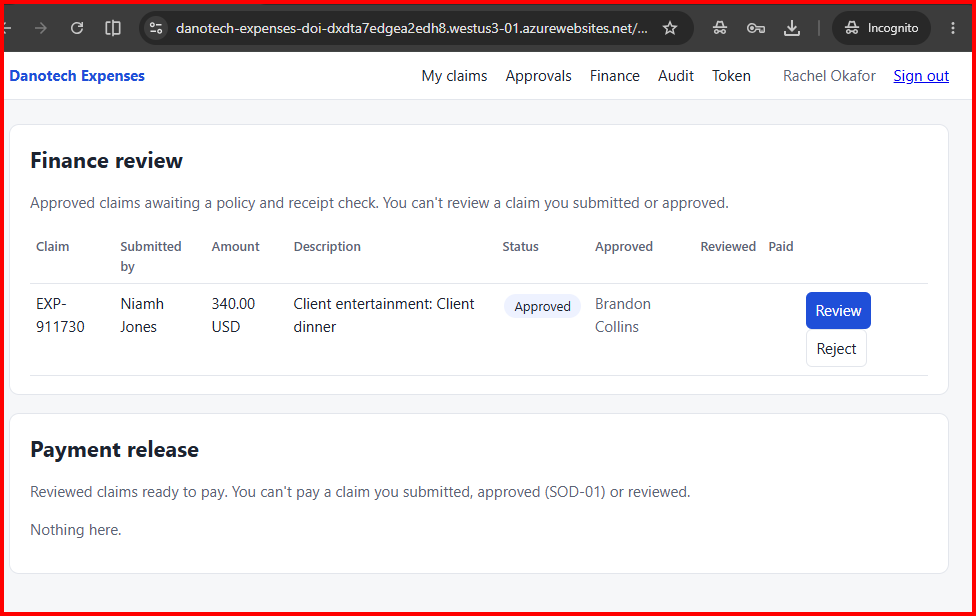 danotech-expenses-doi-dxdta7edgea2edh8.westus3-01.azurewebsites.net/...
Incognito
Danotech Expenses
My claims
Approvals
Finance
Audit
Token
Rachel Okafor
Sign out
Finance review
Approved claims awaiting a policy and receipt check. You can't review a claim you submitted or approved.
Claim
Submitted
by
Amount
Description
Status
Approved
Reviewed
Paid
EXP-
911730
Niamh
Jones
340.00
USD
Client entertainment: Client
dinner
Approved
Brandon
Collins
Review
Reject
Payment release
Reviewed claims ready to pay. You can't pay a claim you submitted, approved (SOD-01) or reviewed.
Nothing here.